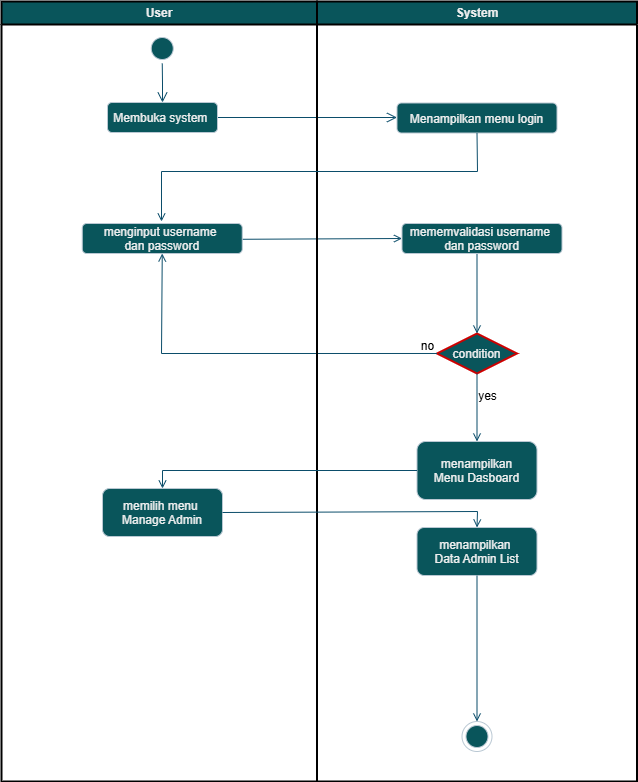 User
System
Membuka system
Menampilkan menu login
menginput username
dan password
mememvalidasi username
dan password
no
condition
yes
menampilkan
Menu Dasboard
memilih menu
Manage Admin
menampilkan
Data Admin List